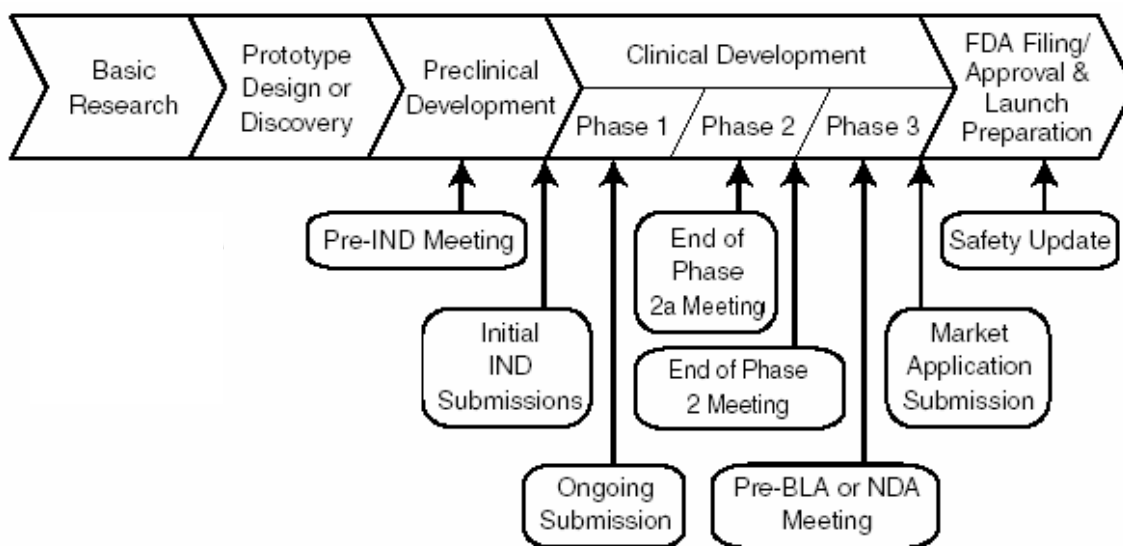 Basic
Research
Prototype
Design or
Discovery
Preclinical
Development
Clinical Development
Phase 1
Phase 2
Phase 3
FDA Filing/
Approval &
Launch
Preparation
Pre-IND Meeting
Initial
IND
Submissions
Ongoing
Submission
End of
Phase
2a Meeting
End of Phase
2 Meeting
Pre-BLA or NDA
Meeting
Market
Application
Submission
Safety Update